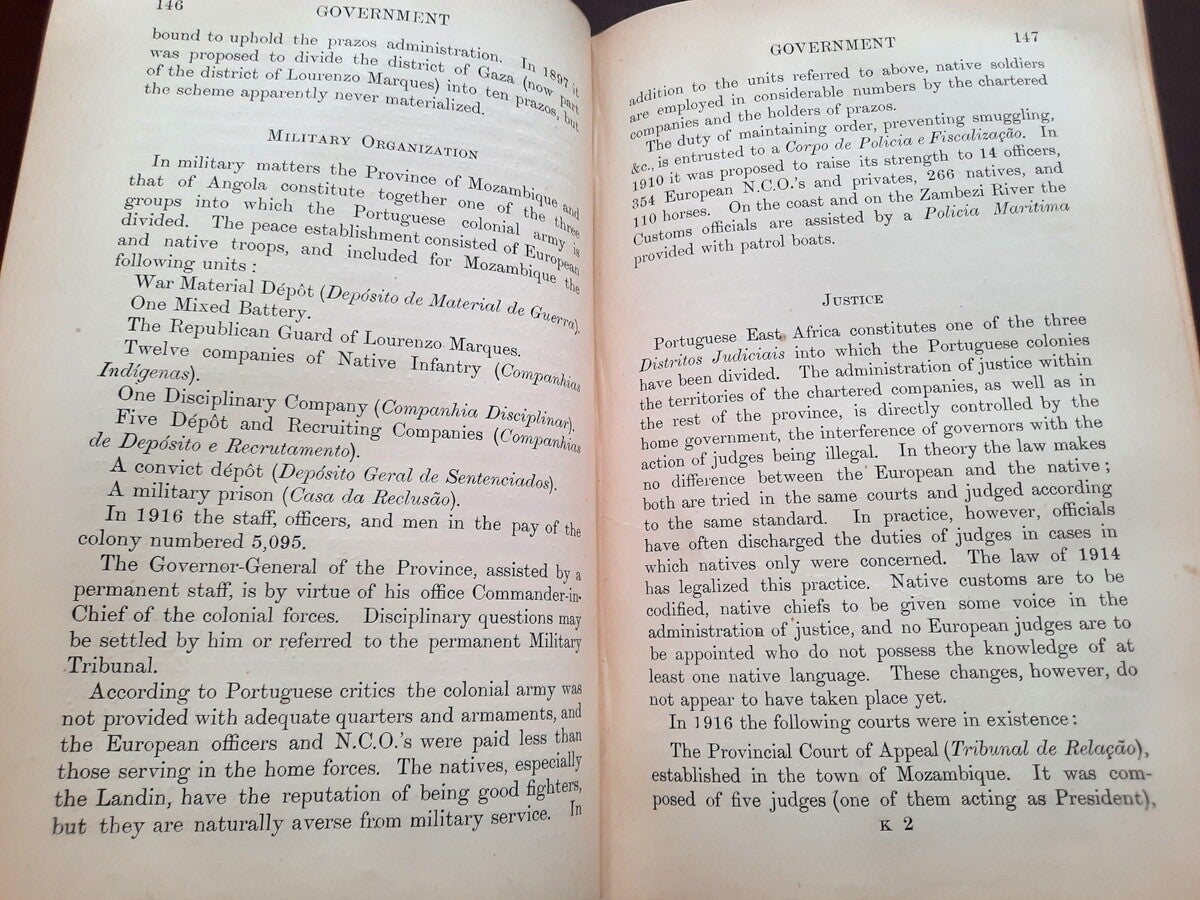 146
GOVERNMENT
bound to uphold the prazos administration. In 1897 it
was proposed to divide the district of Gaza (now part
of the district of Lourenzo Marques) into ten prazos, but
the scheme apparently never materialized.
MILITARY ORGANIZATION
In military matters the Province of Mozambique and
that of Angola constitute together one of the three
groups into which the Portuguese colonial army is
divided. The peace establishment consisted of European
and native troops, and included for Mozambique the
following units :
War Material Dépôt (Depósito de Material de Guerra).
One Mixed Battery.
The Republican Guard of Lourenzo Marques.
Twelve companies of Native Infantry (Companhias
Indígenas).
One Disciplinary Company (Companhia Disciplinar).
Five Dépôt and Recruiting Companies (Companhias
de Depósito e Recrutamento).
A convict dépôt (Depósito Geral de Sentenciados).
A military prison (Casa da Reclusão).
In 1916 the staff, officers, and men in the pay of the
colony numbered 5,095.
The Governor-General of the Province, assisted by a
permanent staff, is by virtue of his office Commander-in-
Chief of the colonial forces. Disciplinary questions may
be settled by him or referred to the permanent Military
Tribunal.
According to Portuguese critics the colonial army was
not provided with adequate quarters and armaments, and
the European officers and N.C.O.'s were paid less than
those serving in the home forces. The natives, especially
the Landin, have the reputation of being good fighters,
but they are naturally averse from military service. In
GOVERNMENT
147
addition to the units referred to above, native soldiers
are employed in considerable numbers by the chartered
companies and the holders of prazos.
The duty of maintaining order, preventing smuggling,
&c., is entrusted to a Corpo de Policia e Fiscalização. In
1910 it was proposed to raise its strength to 14 officers,
354 European N.C.O.'s and privates, 266 natives, and
110 horses. On the coast and on the Zambezi River the
Customs officials are assisted by a Policia Maritima
provided with patrol boats.
JUSTICE
Portuguese East Africa constitutes one of the three
Distritos Judiciais into which the Portuguese colonies
have been divided. The administration of justice within
the territories of the chartered companies, as well as in
the rest of the province, is directly controlled by the
home government, the interference of governors with the
action of judges being illegal. In theory the law makes
no difference between the European and the native ;
both are tried in the same courts and judged according
to the same standard. In practice, however, officials
have often discharged the duties of judges in cases in
which natives only were concerned. The law of 1914
has legalized this practice. Native customs are to be
codified, native chiefs to be given some voice in the
administration of justice, and no European judges are to
be appointed who do not possess the knowledge of at
least one native language. These changes, however, do
not appear to have taken place yet.
In 1916 the following courts were in existence :
The Provincial Court of Appeal (Tribunal de Relação),
established in the town of Mozambique. It was com-
posed of five judges (one of them acting as President),
K 2